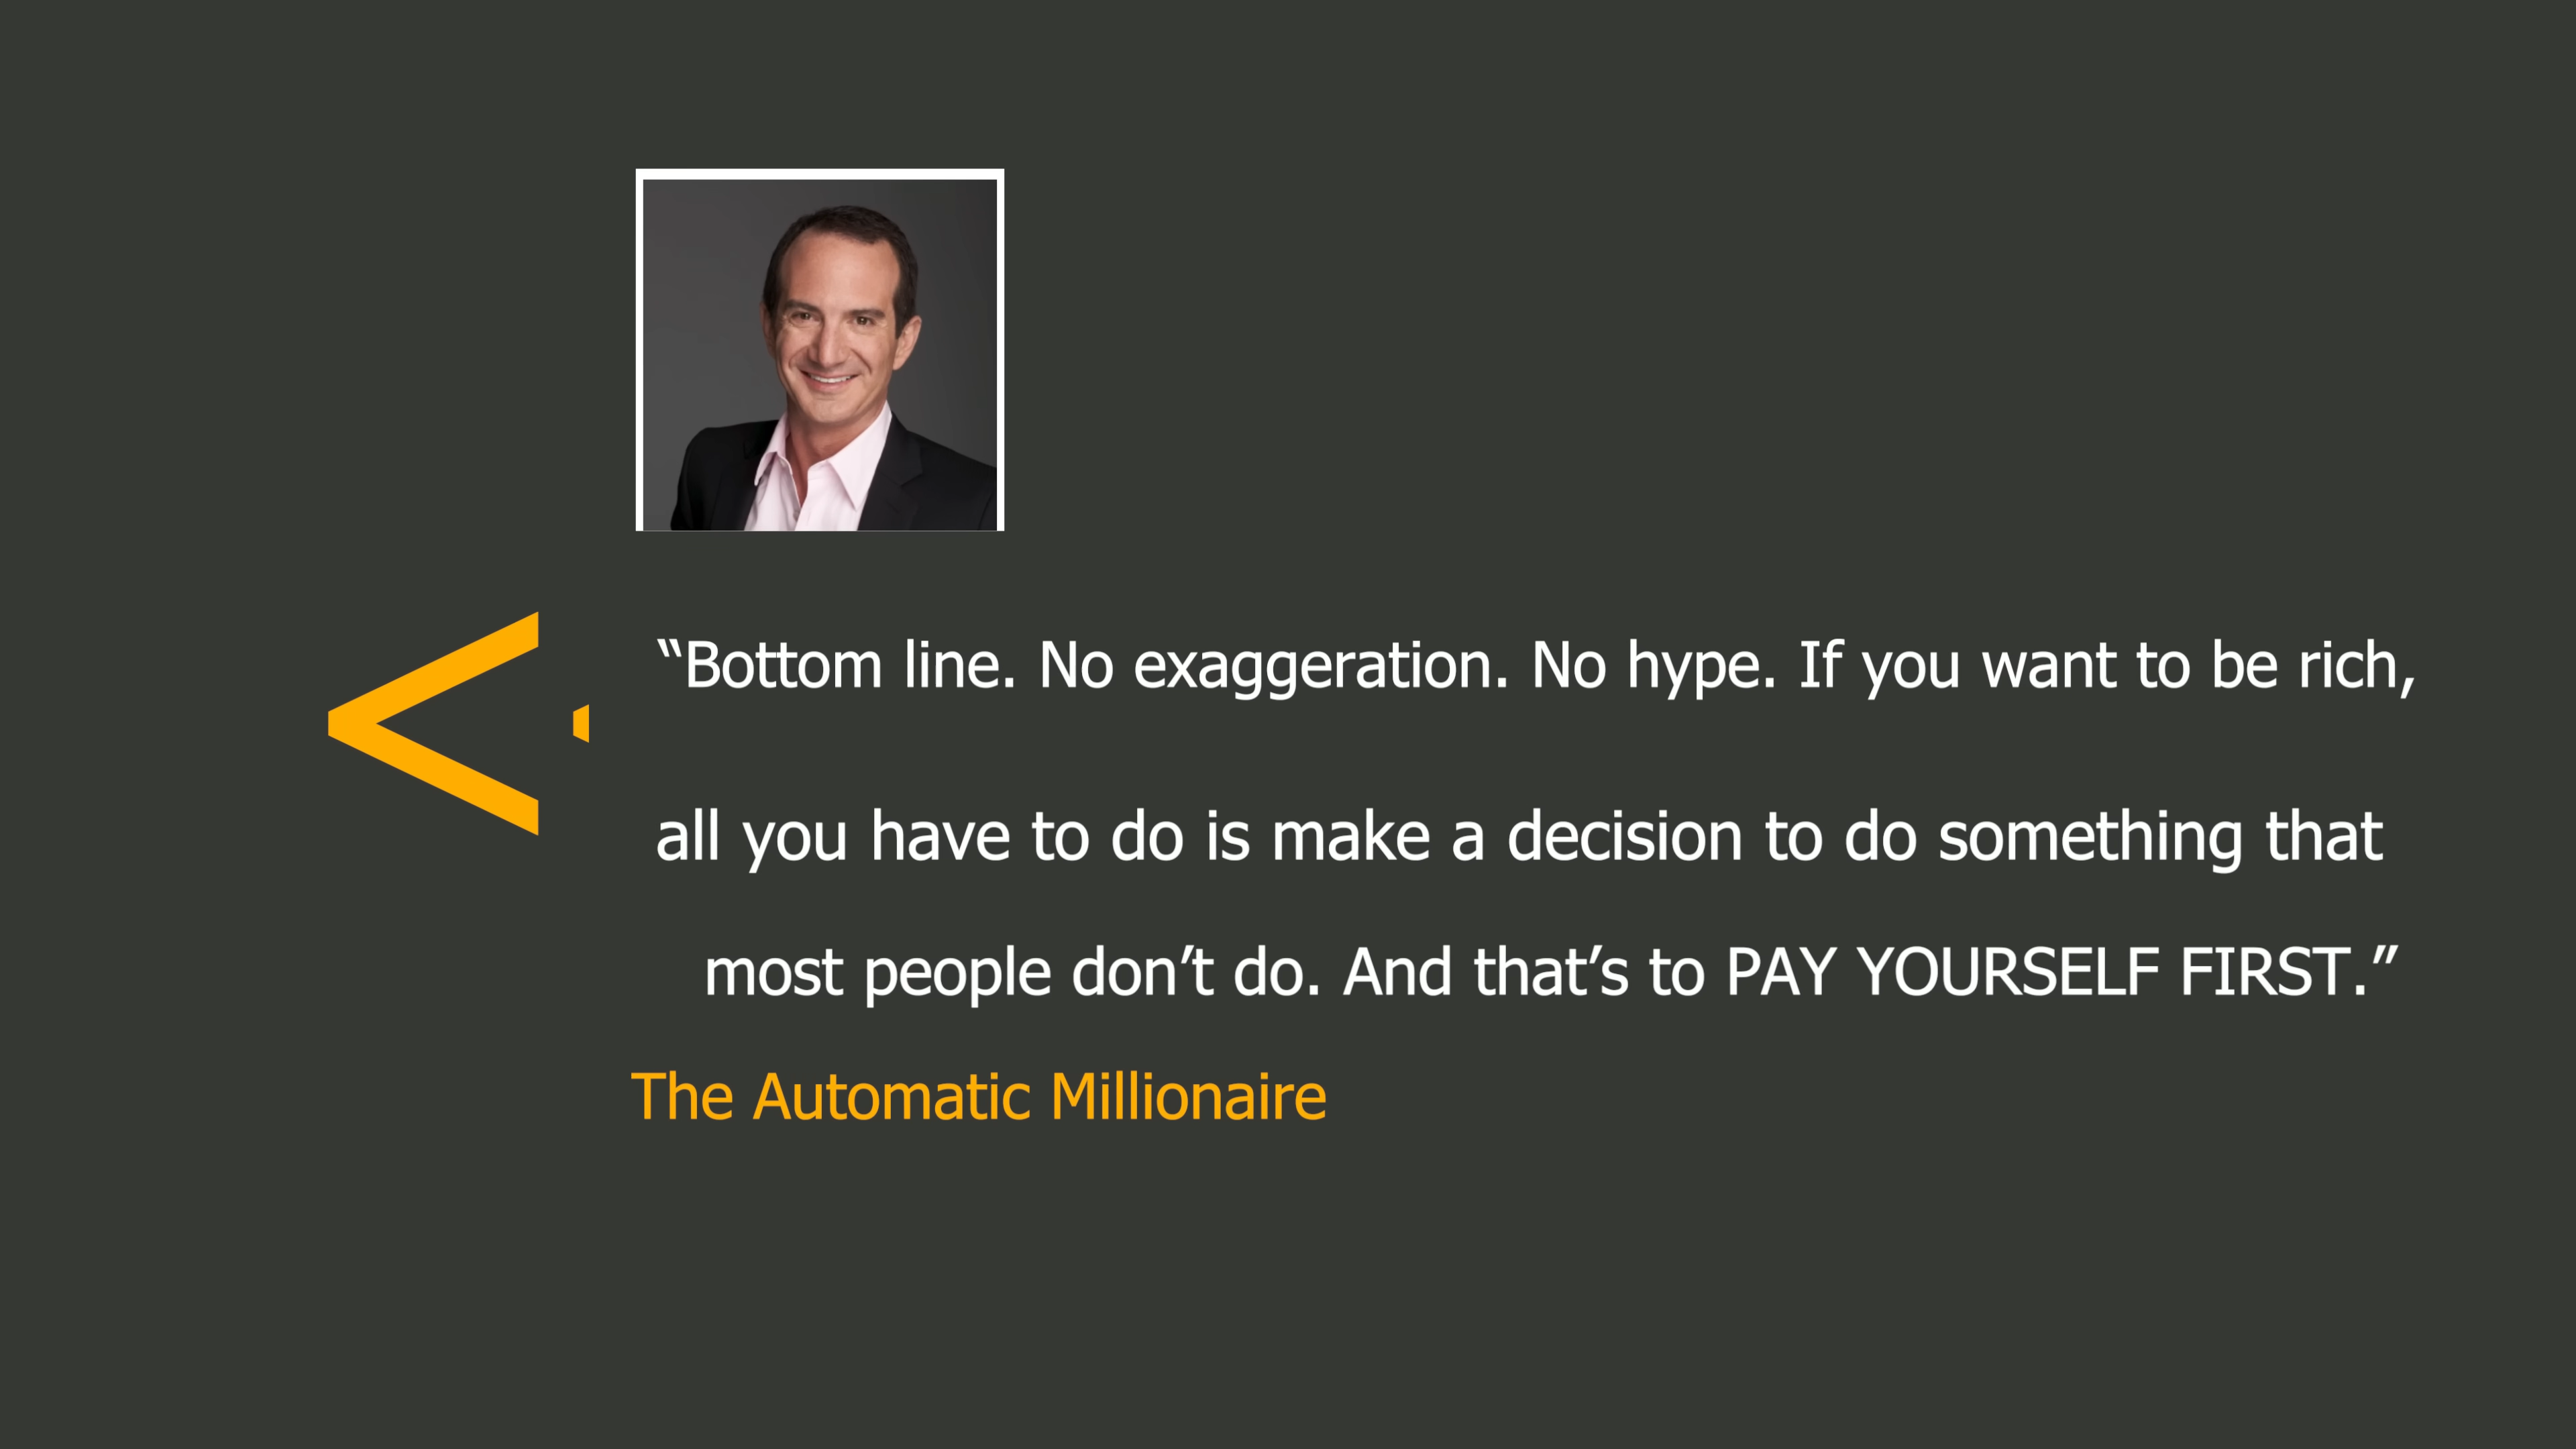 “Bottom line. No exaggeration. No hype. If you want to be rich,
all you have to do is make a decision to do something that
most people don’t do. And that’s to PAY YOURSELF FIRST.”
The Automatic Millionaire